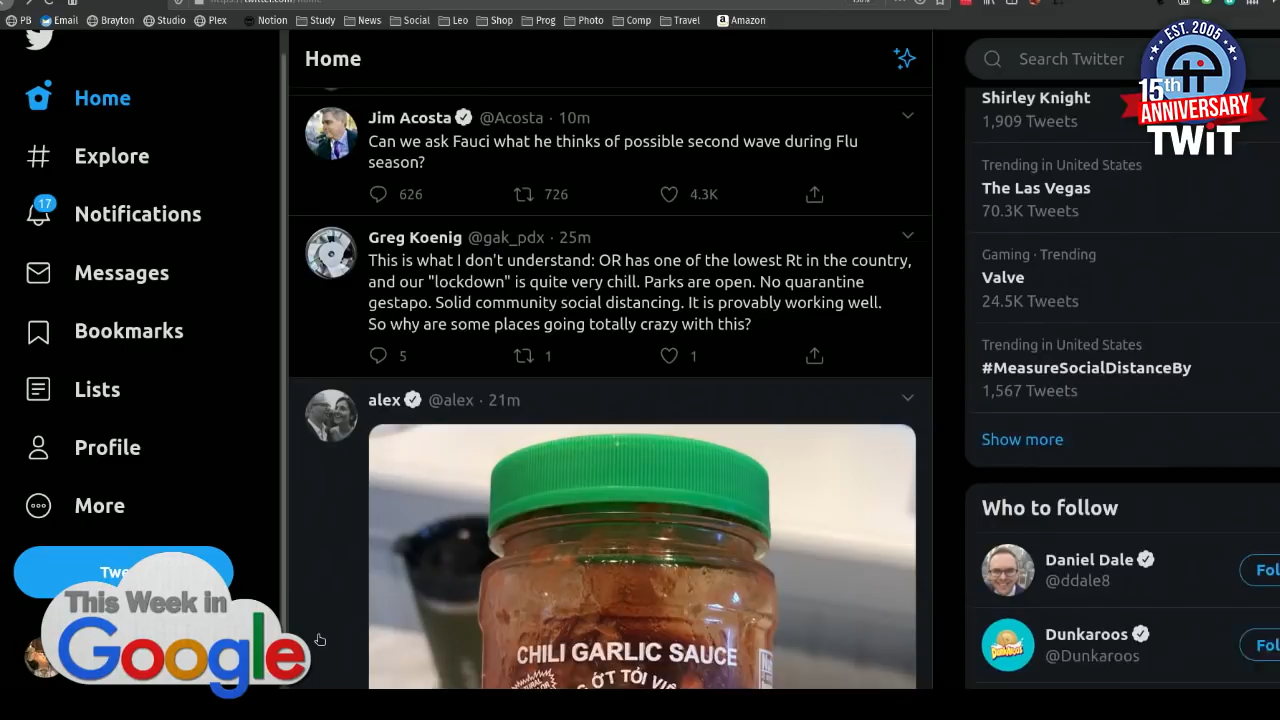 PB Email Brayton Studio Plex Notion Study News Social Leo Shop Prog Photo Comp Travel Amazon
Home
Explore
17
Notifications
Messages
Bookmarks
Lists
Profile
More
This Week in
Google
Home
Jim Acosta @Acosta · 10m
Can we ask Fauci what he thinks of possible second wave during Flu
season?
626 726 4.3K
Greg Koenig @gak_pdx · 25m
This is what I don't understand: OR has one of the lowest Rt in the country,
and our "lockdown" is quite very chill. Parks are open. No quarantine
gestapo. Solid community social distancing. It is provably working well.
So why are some places going totally crazy with this?
5 1 1
alex @alex · 21m
CHILI GARLIC SAUCE
ỚT TỎI VIỆ
Search Twitter
EST. 2005
15th
ANNIVERSARY
TWiT
Shirley Knight
1,909 Tweets
Trending in United States
The Las Vegas
70.3K Tweets
Gaming · Trending
Valve
24.5K Tweets
Trending in United States
#MeasureSocialDistanceBy
1,567 Tweets
Show more
Who to follow
Daniel Dale
@ddale8
Fol
Dunkaroos
@Dunkaroos
Fol